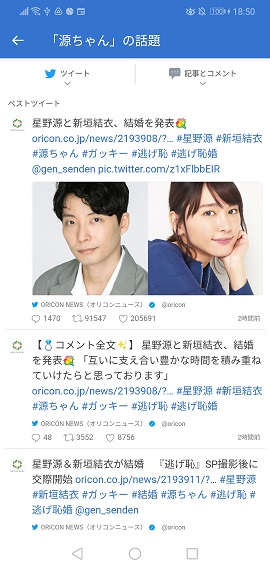 100 18:50
「源ちゃん」の話題
ツイート
記事とコメント
ベストツイート
星野源と新垣結衣、結婚を発表💐
oricon.co.jp/news/2193908/?… #星野源 #新垣結衣
#源ちゃん #ガッキー #逃げ恥 #逃げ恥婚
@gen_senden pic.twitter.com/z1xFlbbEIR
ORICON NEWS（オリコンニュース） @oricon
1470 91547 205691 2時間前
【💍コメント全文✨】 星野源と新垣結衣、結婚
を発表💐 「互いに支え合い豊かな時間を積み重ね
ていけたらと思っております」
oricon.co.jp/news/2193908/?… #星野源 #新垣結衣
#源ちゃん #ガッキー #逃げ恥 #逃げ恥婚
ORICON NEWS（オリコンニュース） @oricon
48 3552 8756 2時間前
星野源＆新垣結衣が結婚 『逃げ恥』SP撮影後に
交際開始 oricon.co.jp/news/2193911/?… #星野源
#新垣結衣 #ガッキー #結婚 #源ちゃん #逃げ恥 #逃
げ恥婚 @gen_senden
ORICON NEWS（オリコンニュース） @oricon